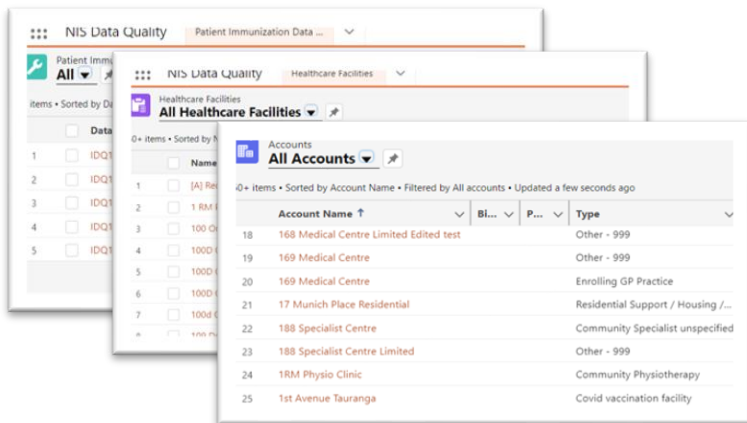 NIS Data Quality
Patient Immunization Data ...
Patient Immu
All
items • Sorted by Da
Data
1 IDQ1
2 IDQ1
3 IDQ1
4 IDQ1
5 IDQ1
NIS Data Quality
Healthcare Facilities
Healthcare Facilities
All Healthcare Facilities
0+ items • Sorted by N
Name
1 [A] Re
2 1 RM P
3 100 O
4 100D
5 100D
6 100D
7 100d
8
Accounts
All Accounts
50+ items • Sorted by Account Name • Filtered by All accounts • Updated a few seconds ago
Account Name ↑ Bi... P... Type
18 168 Medical Centre Limited Edited test Other - 999
19 169 Medical Centre Other - 999
20 169 Medical Centre Enrolling GP Practice
21 17 Munich Place Residential Residential Support / Housing /...
22 188 Specialist Centre Community Specialist unspecified
23 188 Specialist Centre Limited Other - 999
24 1RM Physio Clinic Community Physiotherapy
25 1st Avenue Tauranga Covid vaccination facility